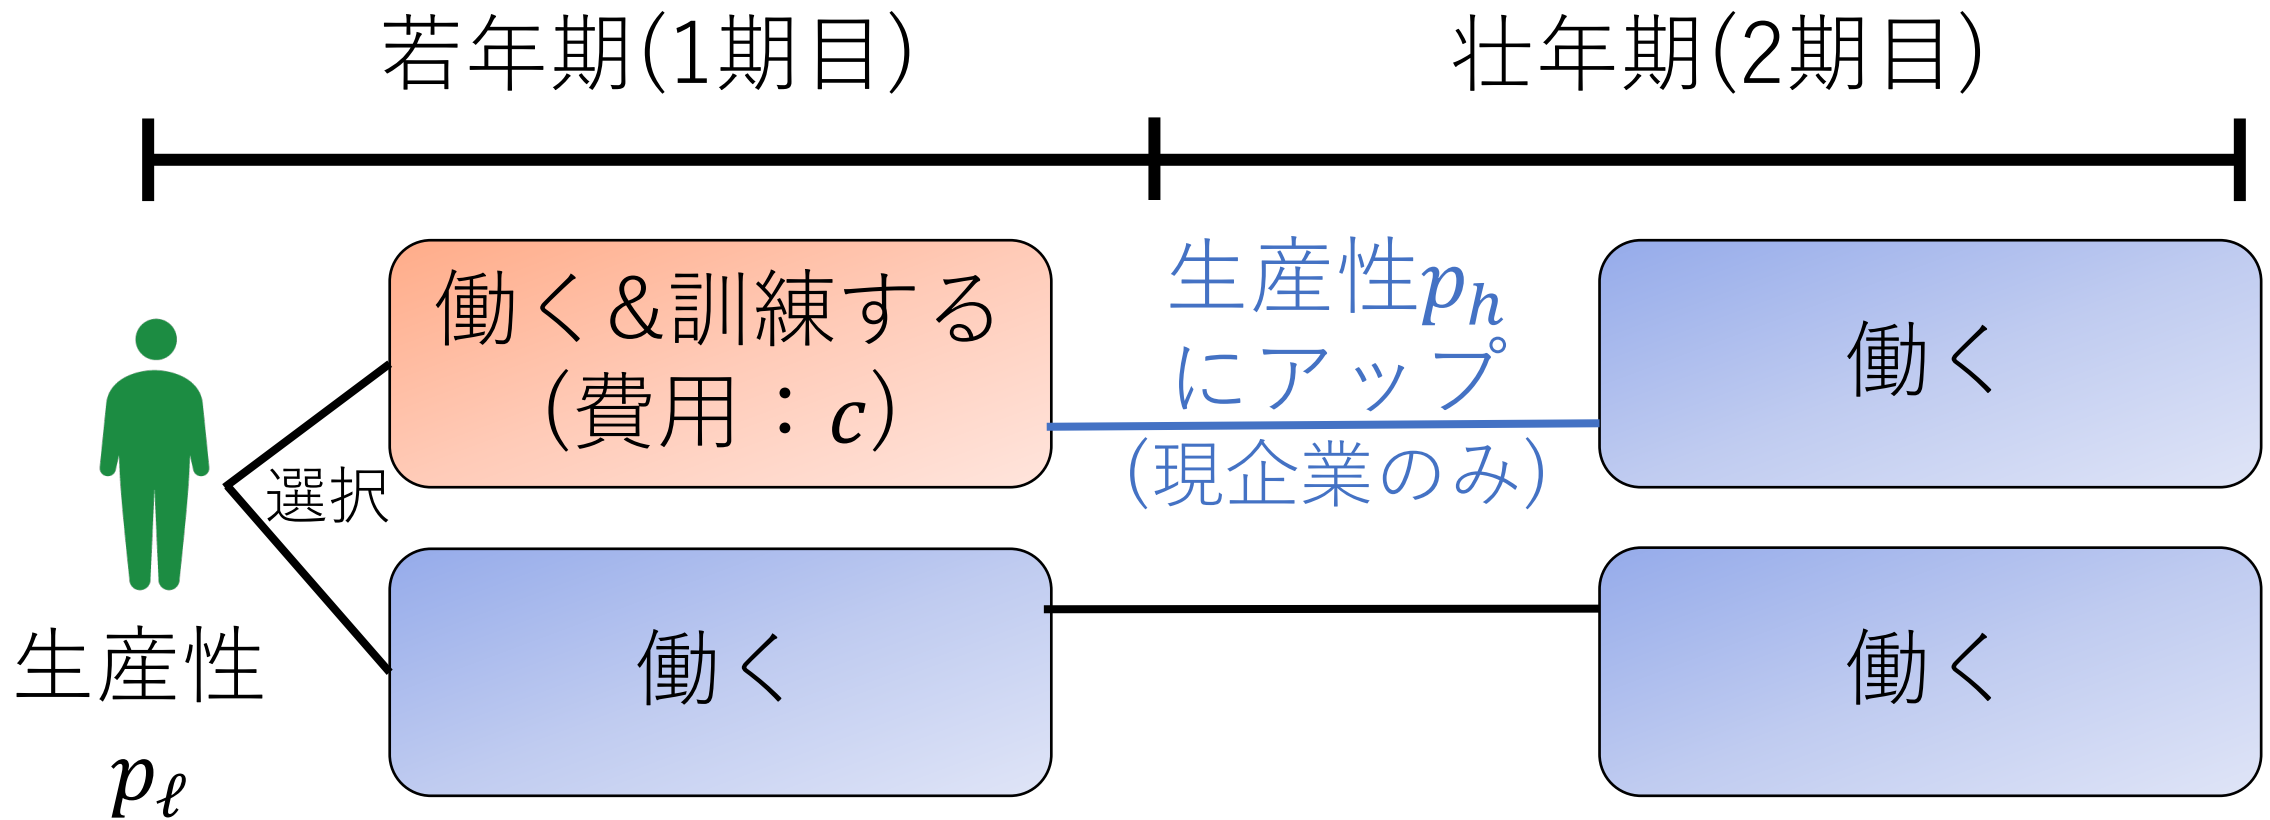 若年期(1期目)
壮年期(2期目)
働く&訓練する
(費用：c)
生産性pₕ
にアップ
(現企業のみ)
働く
選択
働く
働く
生産性
p_ℓ